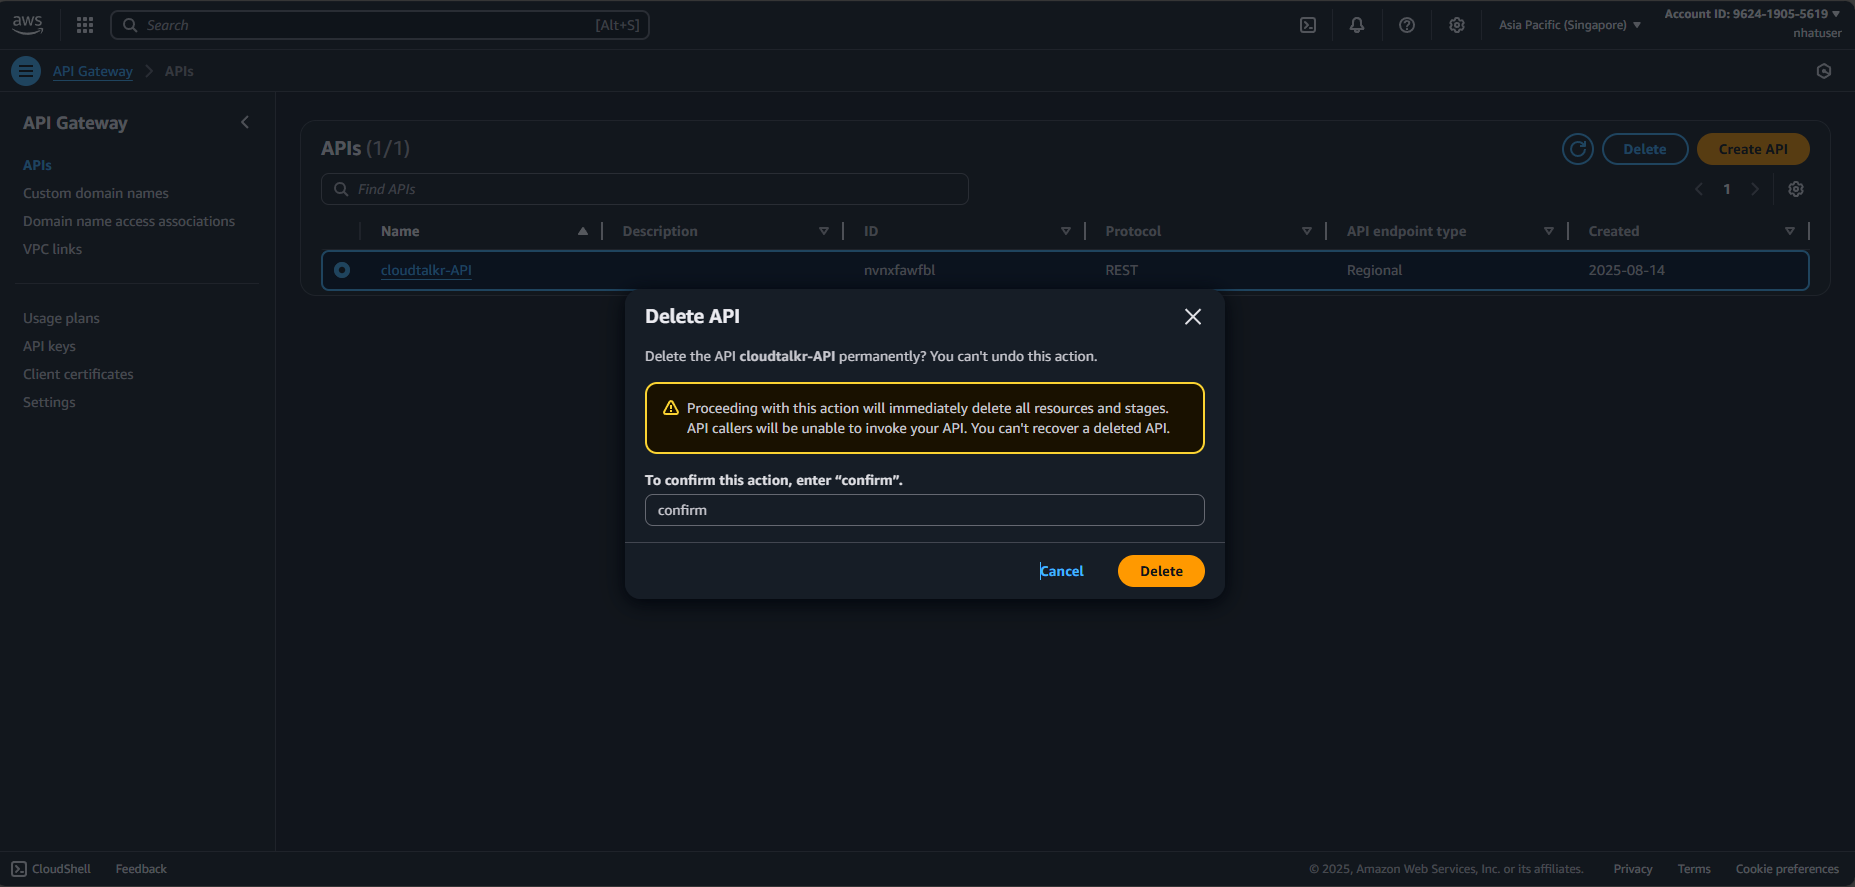 aws
Search
[Alt+S]
Asia Pacific (Singapore)
Account ID: 9624-1905-5619
nhatuser
API Gateway
APIs
API Gateway
APIs
Custom domain names
Domain name access associations
VPC links
Usage plans
API keys
Client certificates
Settings
APIs (1/1)
Delete
Create API
Find APIs
1
Name
Description
ID
Protocol
API endpoint type
Created
cloudtalkr-API
nvnxfawfbl
REST
Regional
2025-08-14
Delete API
Delete the API cloudtalkr-API permanently? You can't undo this action.
Proceeding with this action will immediately delete all resources and stages.
API callers will be unable to invoke your API. You can't recover a deleted API.
To confirm this action, enter “confirm”.
confirm
Cancel
Delete
CloudShell
Feedback
© 2025, Amazon Web Services, Inc. or its affiliates.
Privacy
Terms
Cookie preferences